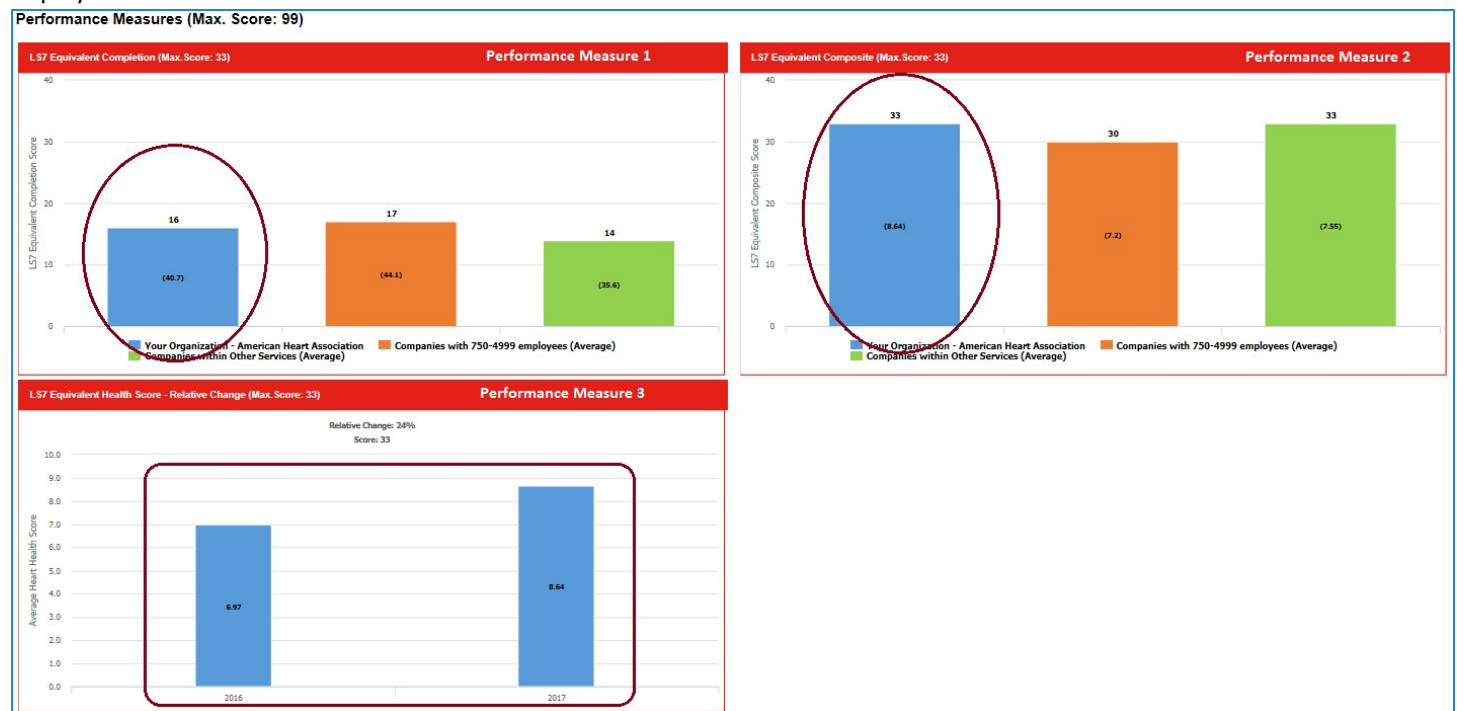 Performance Measures (Max. Score: 99)
LS7 Equivalent Completion (Max.Score: 33) Performance Measure 1
40
30
20
10
0
LS7 Equivalent Completion Score
16
(40.7)
17
(44.1)
14
(35.6)
Your Organization - American Heart Association Companies with 750-4999 employees (Average)
Companies within Other Services (Average)
LS7 Equivalent Composite (Max.Score: 33) Performance Measure 2
40
30
20
10
0
LS7 Equivalent Composite Score
33
(8.64)
30
(7.2)
33
(7.55)
Your Organization - American Heart Association Companies with 750-4999 employees (Average)
Companies within Other Services (Average)
LS7 Equivalent Health Score - Relative Change (Max.Score: 33) Performance Measure 3
Relative Change: 24%
Score: 33
10.0
9.0
8.0
7.0
6.0
5.0
4.0
3.0
2.0
1.0
0.0
Average Heart Health Score
6.97
8.64
2016 2017